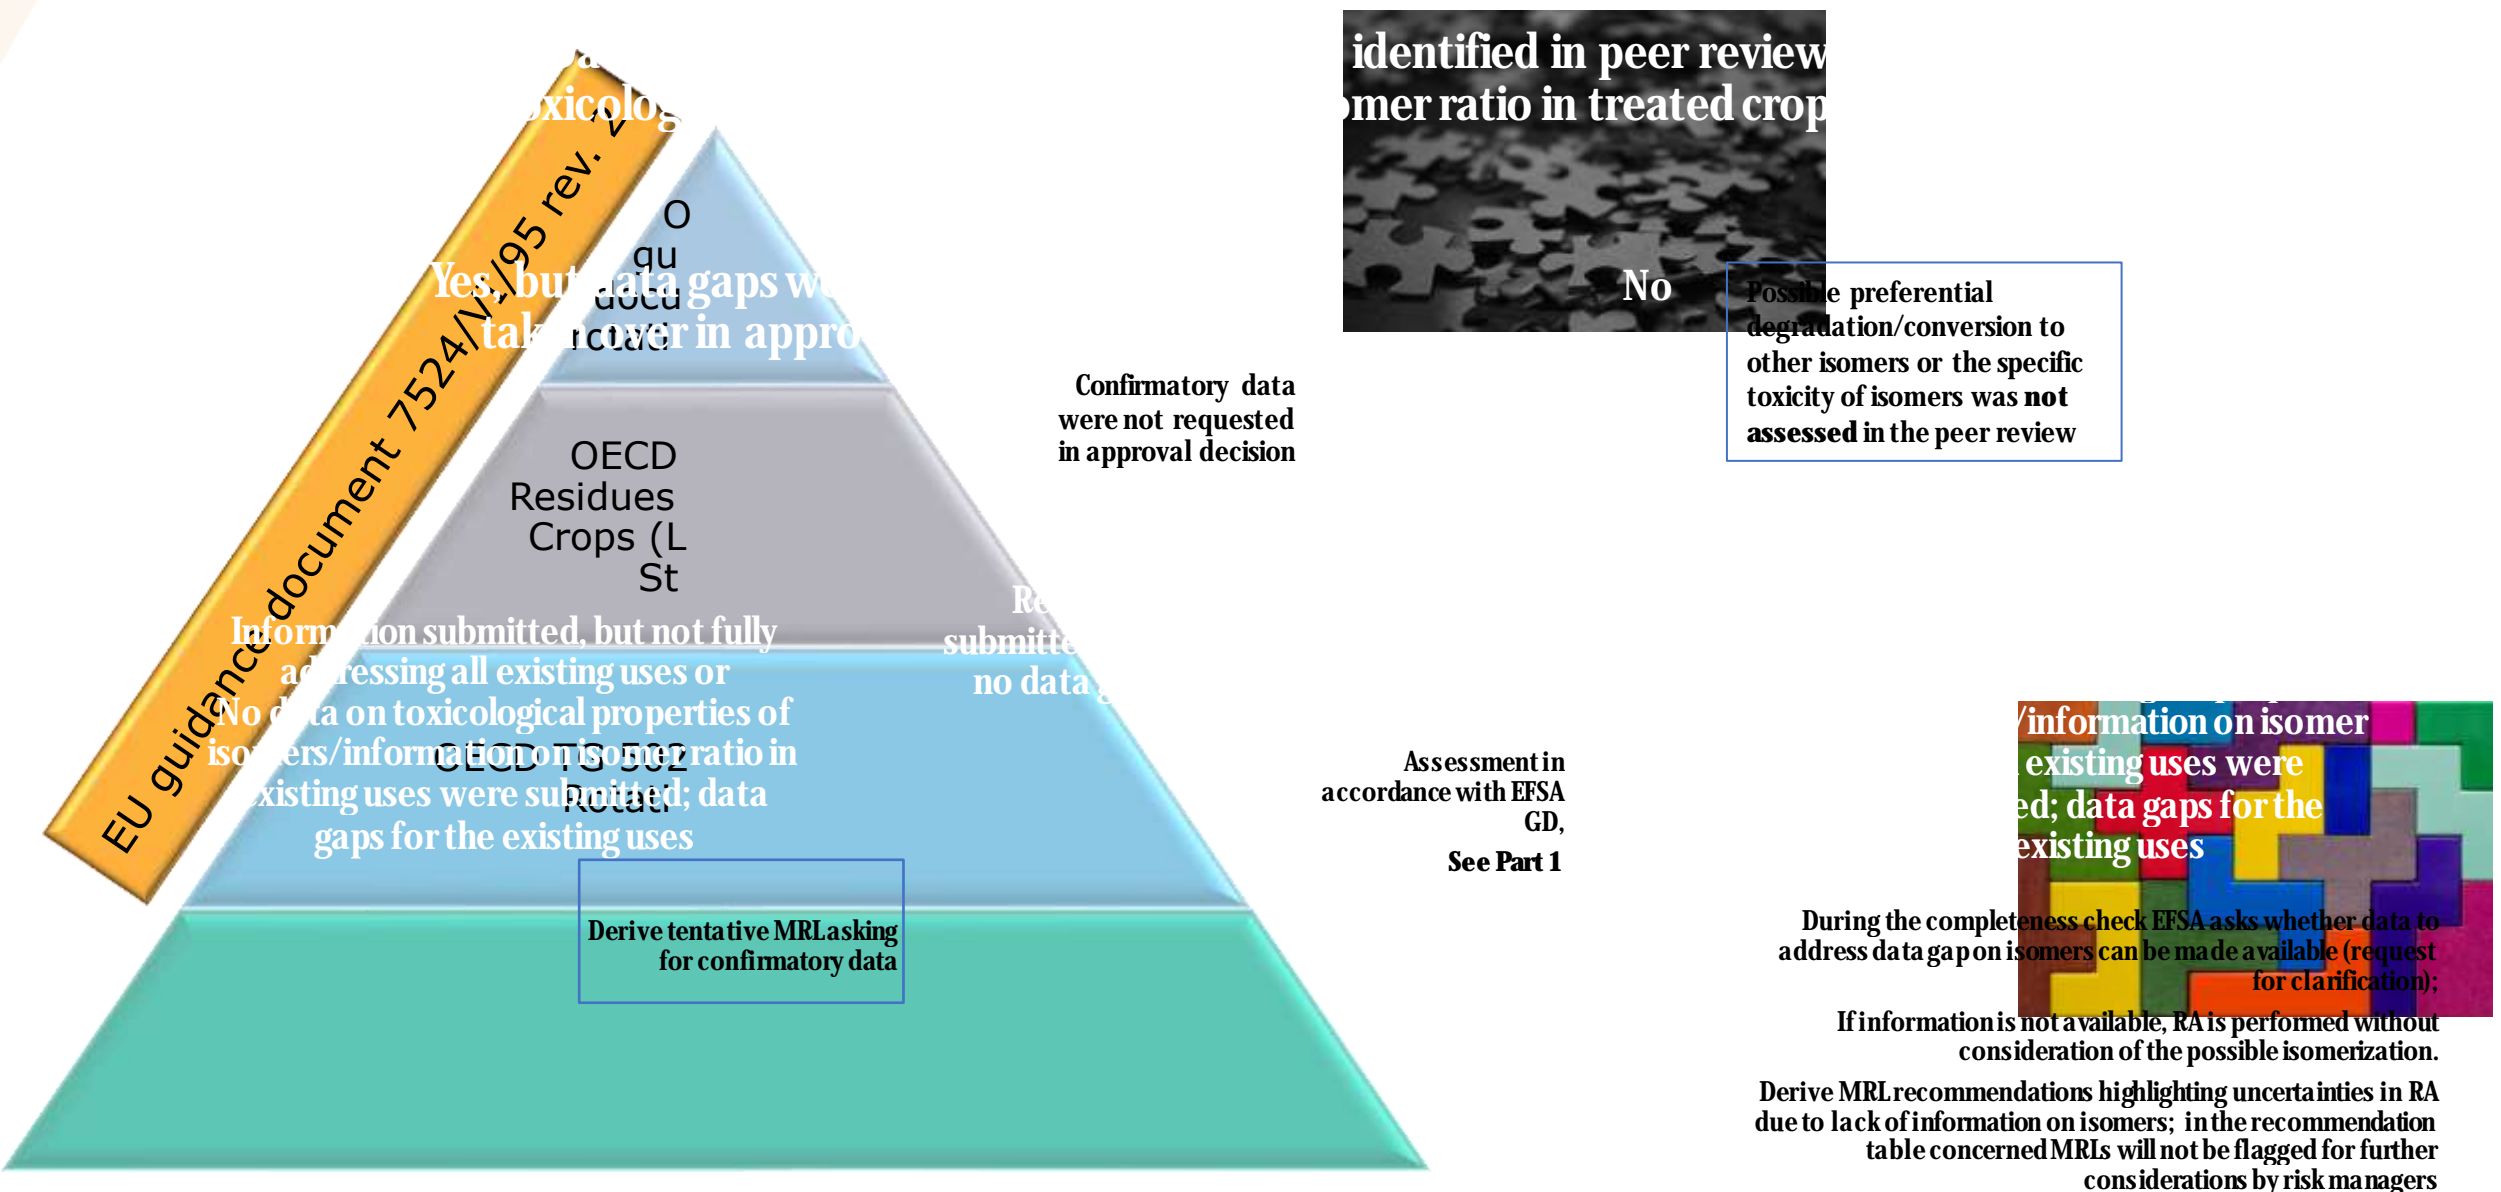 identified in peer review
ratio in treated crop
EU guidance document 7524/VI/95 rev. 2
Yes, but data gaps
taken over in
No
Possible preferential
degradation/conversion to
other isomers or the specific
toxicity of isomers was not
assessed in the peer review
Confirmatory data
were not requested
in approval decision
OECD
Residues
Crops (L
St
Information submitted, but not fully
addressing all existing uses or
No data on toxicological properties of
isomers/information on isomer ratio in
existing uses were submitted; data
gaps for the existing uses
OECD TG 502
no data
Assessment in
accordance with EFSA
GD,
See Part 1
/information on isomer
existing uses were
ed; data gaps for the
existing uses
Derive tentative MRL asking
for confirmatory data
During the completeness check EFSA asks whether data to
address data gap on isomers can be made available (request
for clarification);
If information is not available, RA is performed without
consideration of the possible isomerization.
Derive MRL recommendations highlighting uncertainties in RA
due to lack of information on isomers; in the recommendation
table concerned MRLs will not be flagged for further
considerations by risk managers